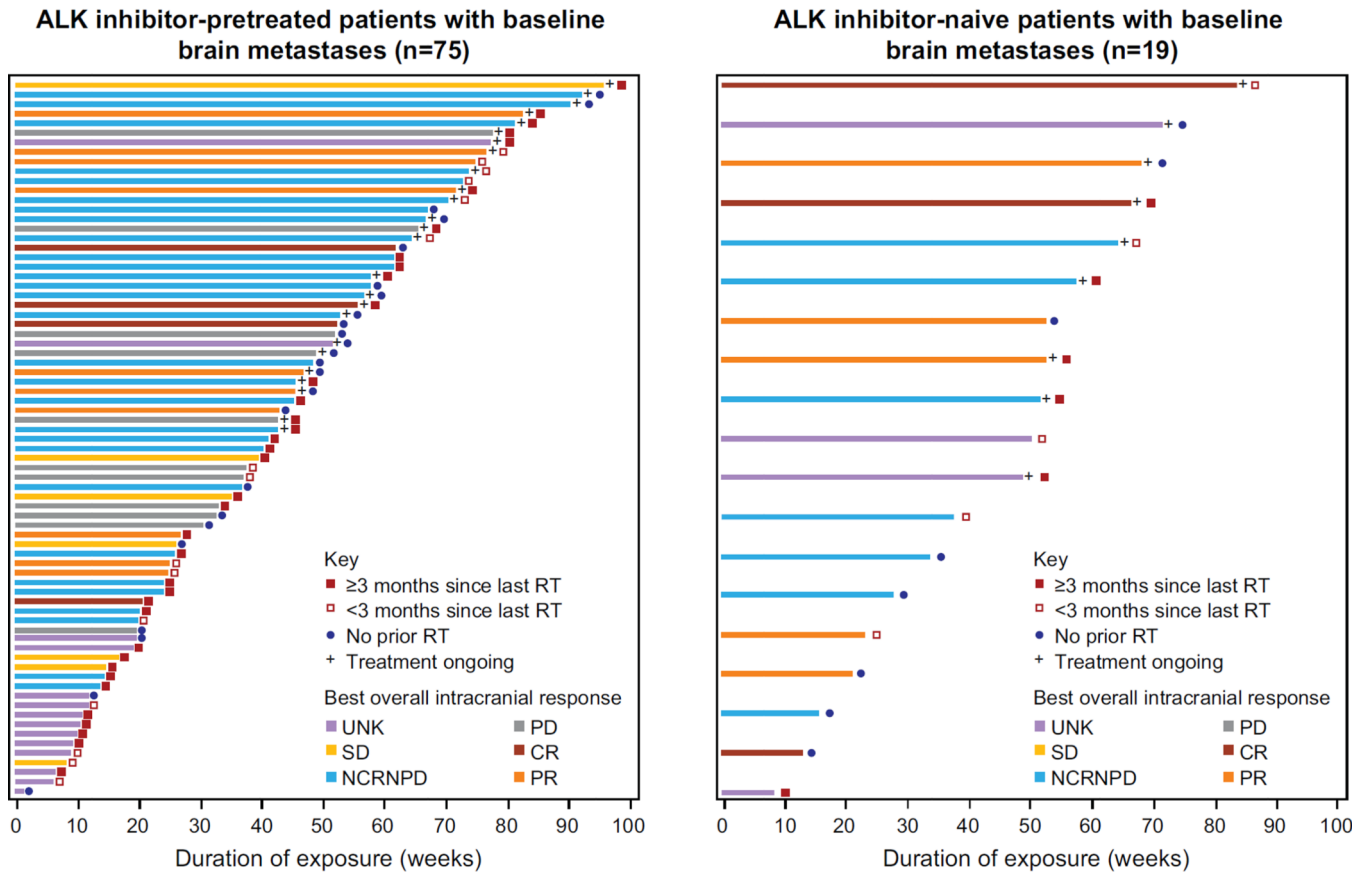 ALK inhibitor-pretreated patients with baseline
brain metastases (n=75)
Key
≥3 months since last RT
<3 months since last RT
No prior RT
+ Treatment ongoing
Best overall intracranial response
UNK PD
SD CR
NCRNPD PR
0 10 20 30 40 50 60 70 80 90 100
Duration of exposure (weeks)
ALK inhibitor-naive patients with baseline
brain metastases (n=19)
Key
≥3 months since last RT
<3 months since last RT
No prior RT
+ Treatment ongoing
Best overall intracranial response
UNK PD
SD CR
NCRNPD PR
0 10 20 30 40 50 60 70 80 90 100
Duration of exposure (weeks)